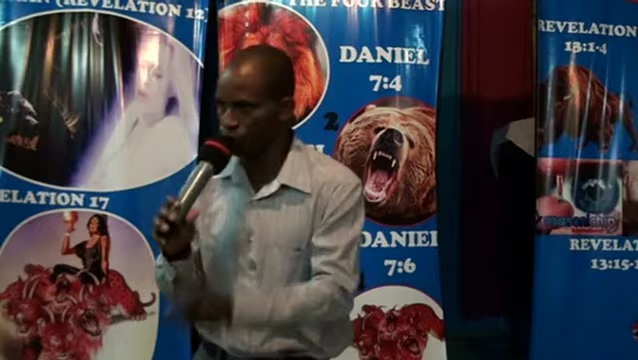 (REVELATION 12)
ELATION 17
THE FOUR BEAST
DANIEL
7:4
2
DANIEL
7:6
REVELATION
13:1-4
REVELAT
13:15-1